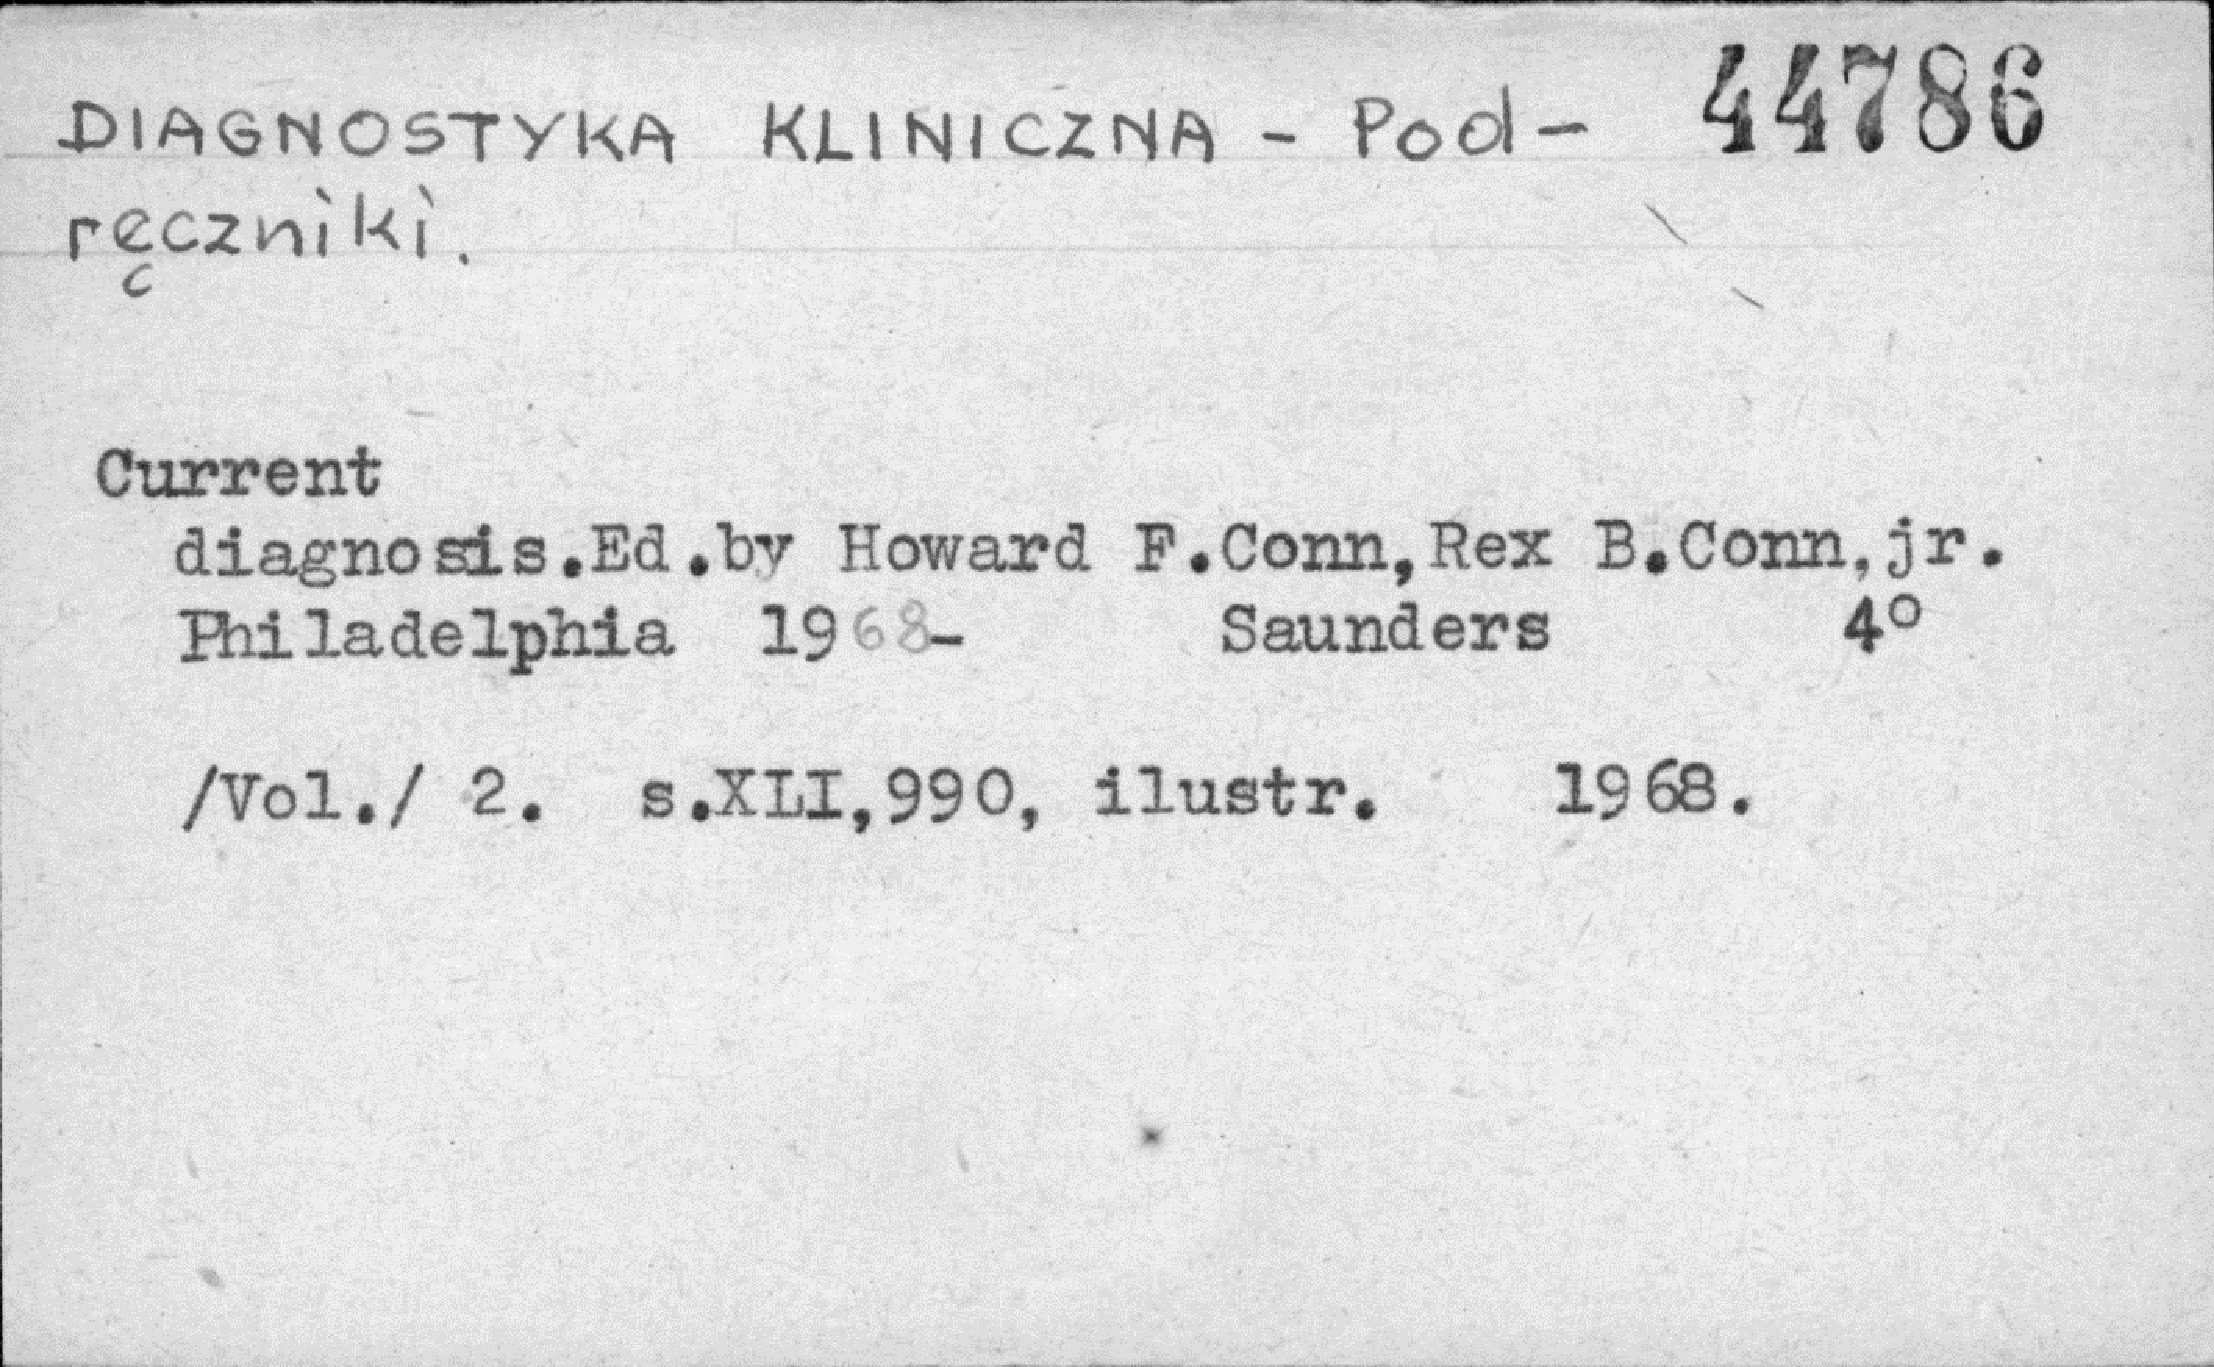 DIAGNOSTYKA KLINICZNA - Pod- 44786
ręczniki.
Current
diagnosis.Ed.by Howard F.Conn,Rex B.Conn,jr.
Philadelphia 1968- Saunders 4°
/Vol./ 2. s.XLI,990, ilustr. 1968.